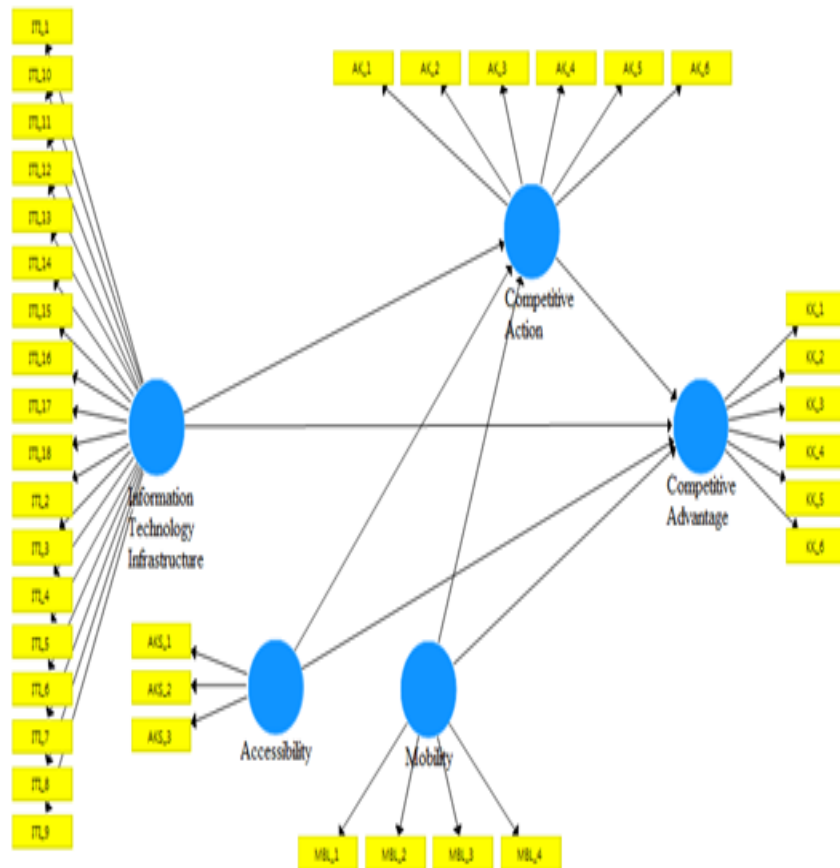 ITI_1
ITI_10
ITI_11
ITI_12
ITI_13
ITI_14
ITI_15
ITI_16
ITI_17
ITI_18
ITI_2
ITI_3
ITI_4
ITI_5
ITI_6
ITI_7
ITI_8
ITI_9
Information
Technology
Infrastructure
AK_1 AK_2 AK_3 AK_4 AK_5 AK_6
Competitive
Action
KK_1
KK_2
KK_3
KK_4
KK_5
KK_6
Competitive
Advantage
AKS_1
AKS_2
AKS_3
Accessibility
Mobility
MBL_1 MBL_2 MBL_3 MBL_4